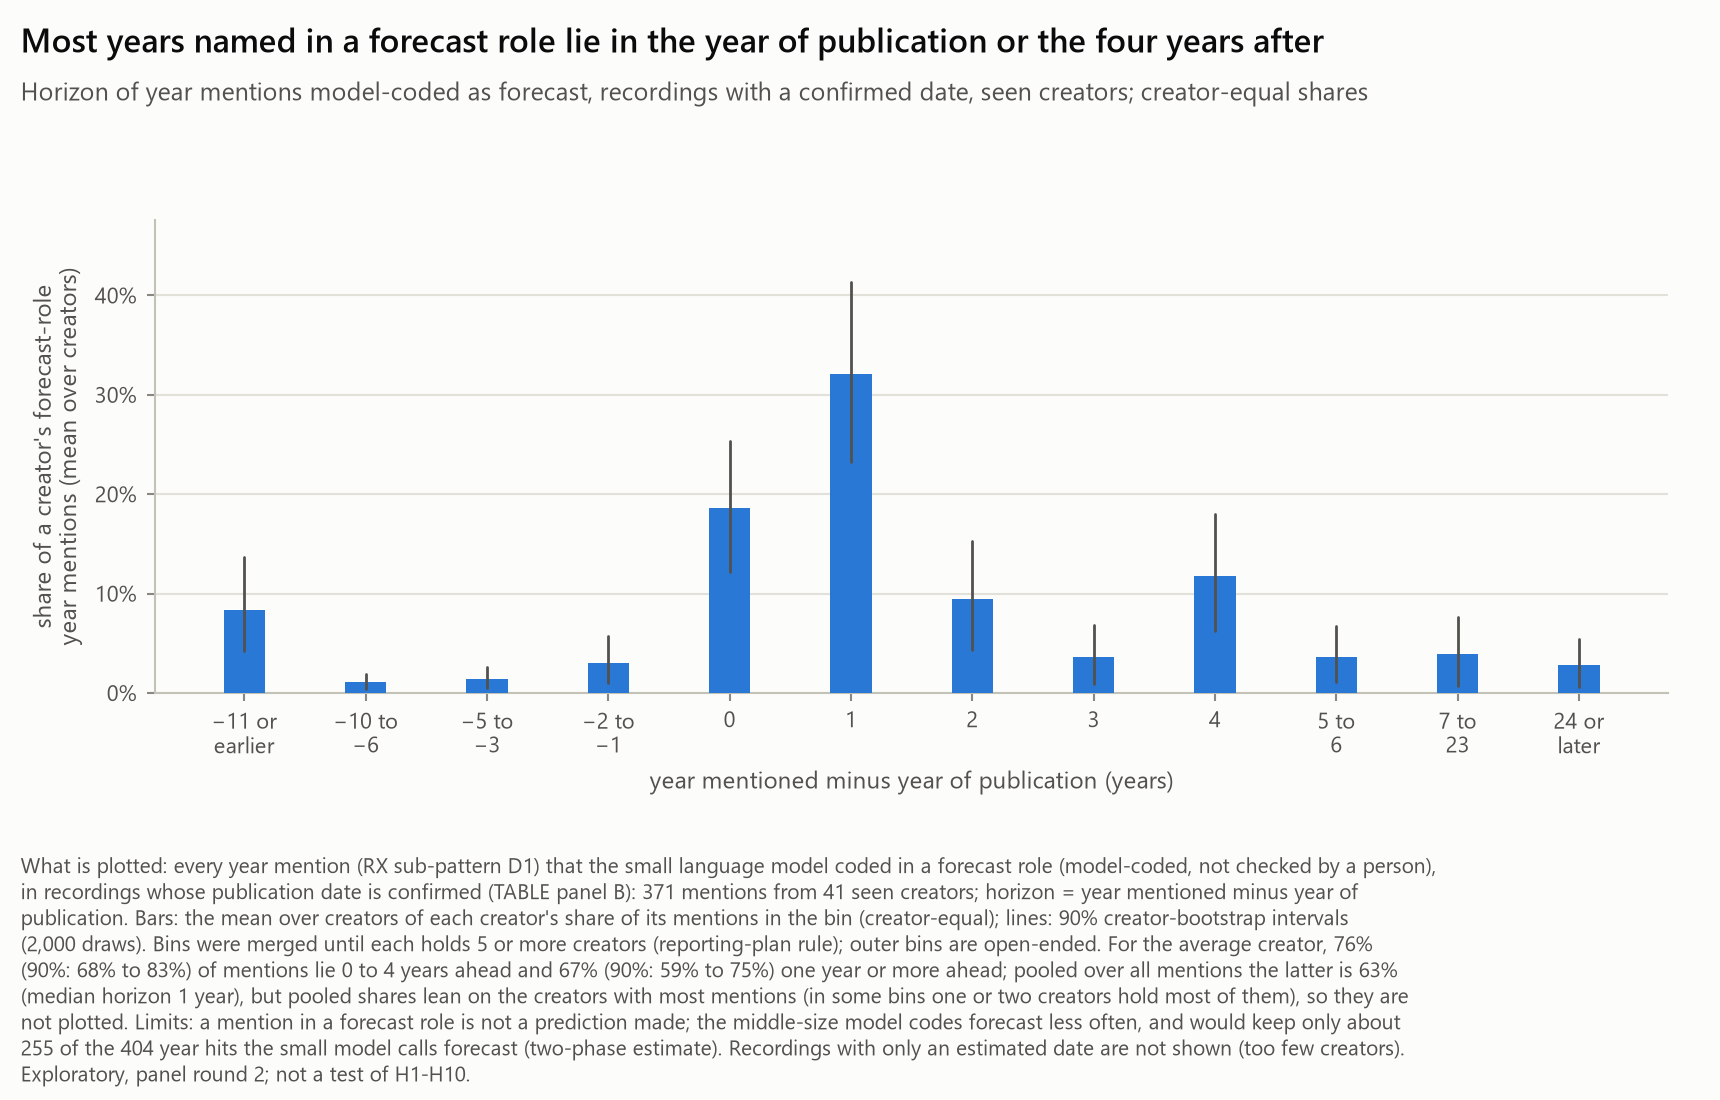 Most years named in a forecast role lie in the year of publication or the four years after
Horizon of year mentions model-coded as forecast, recordings with a confirmed date, seen creators; creator-equal shares
share of a creator's forecast-role
year mentions (mean over creators)
40%
30%
20%
10%
0%
−11 or
earlier
−10 to
−6
−5 to
−3
−2 to
−1
0
1
2
3
4
5 to
6
7 to
23
24 or
later
year mentioned minus year of publication (years)
What is plotted: every year mention (RX sub-pattern D1) that the small language model coded in a forecast role (model-coded, not checked by a person),
in recordings whose publication date is confirmed (TABLE panel B): 371 mentions from 41 seen creators; horizon = year mentioned minus year of
publication. Bars: the mean over creators of each creator's share of its mentions in the bin (creator-equal); lines: 90% creator-bootstrap intervals
(2,000 draws). Bins were merged until each holds 5 or more creators (reporting-plan rule); outer bins are open-ended. For the average creator, 76%
(90%: 68% to 83%) of mentions lie 0 to 4 years ahead and 67% (90%: 59% to 75%) one year or more ahead; pooled over all mentions the latter is 63%
(median horizon 1 year), but pooled shares lean on the creators with most mentions (in some bins one or two creators hold most of them), so they are
not plotted. Limits: a mention in a forecast role is not a prediction made; the middle-size model codes forecast less often, and would keep only about
255 of the 404 year hits the small model calls forecast (two-phase estimate). Recordings with only an estimated date are not shown (too few creators).
Exploratory, panel round 2; not a test of H1-H10.